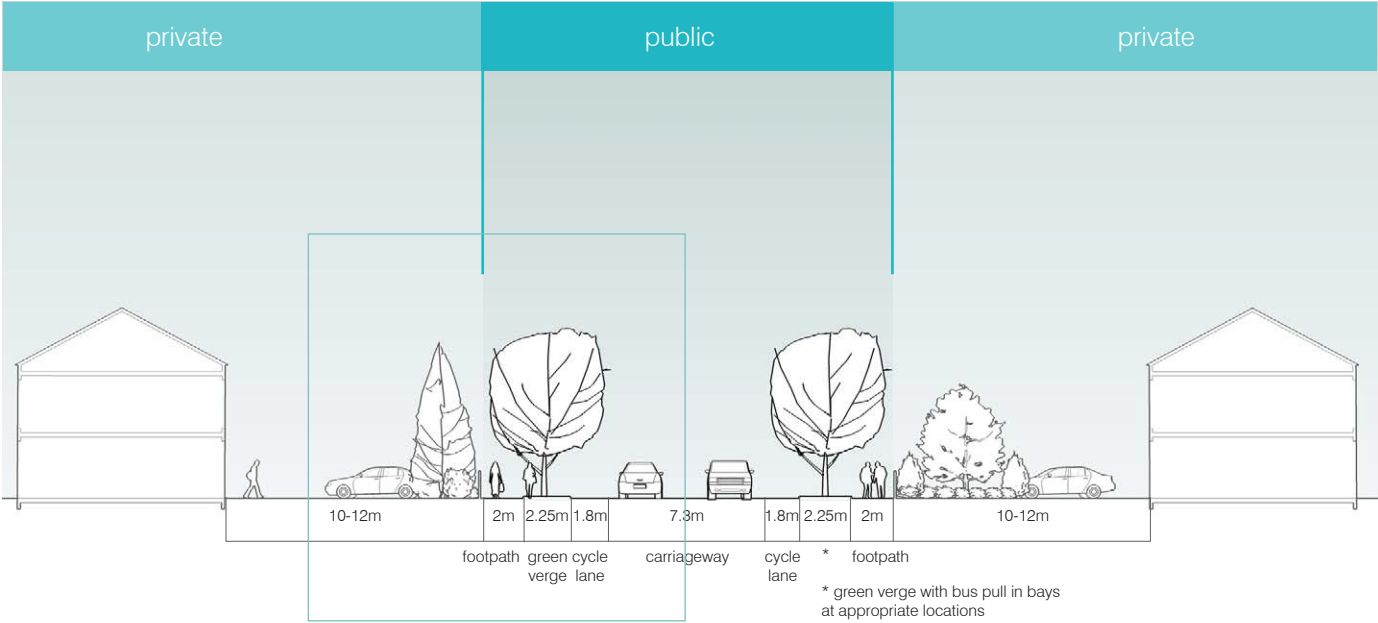 private public private
10-12m 2m 2.25m 1.8m 7.3m 1.8m 2.25m 2m 10-12m
footpath green cycle carriageway cycle * footpath
verge lane lane
* green verge with bus pull in bays
at appropriate locations